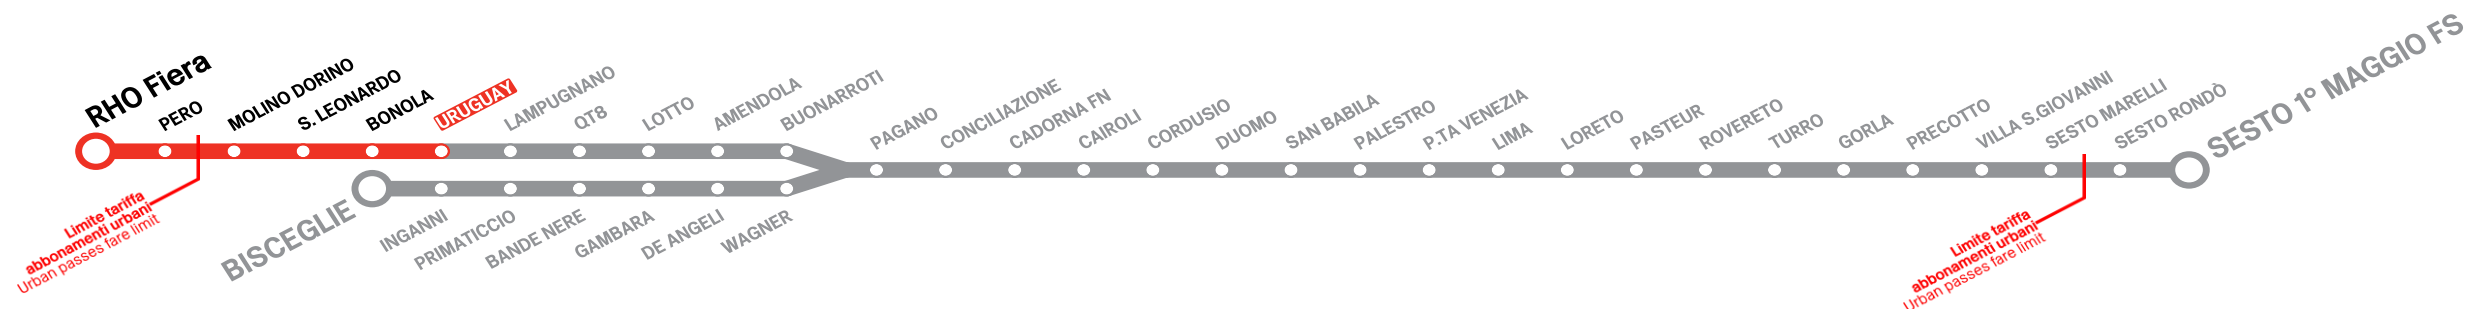 RHO Fiera
PERO
MOLINO DORINO
S. LEONARDO
BONOLA
URUGUAY
LAMPUGNANO
QT8
LOTTO
AMENDOLA
BUONARROTI
PAGANO
CONCILIAZIONE
CADORNA FN
CAIROLI
CORDUSIO
DUOMO
SAN BABILA
PALESTRO
P.TA VENEZIA
LIMA
LORETO
PASTEUR
ROVERETO
TURRO
GORLA
PRECOTTO
VILLA S.GIOVANNI
SESTO MARELLI
SESTO RONDÒ
SESTO 1° MAGGIO FS
Limite tariffa
abbonamenti urbani
Urban passes fare limit
BISCEGLIE
INGANNI
PRIMATICCIO
BANDE NERE
GAMBARA
DE ANGELI
WAGNER
Limite tariffa
abbonamenti urbani
Urban passes fare limit